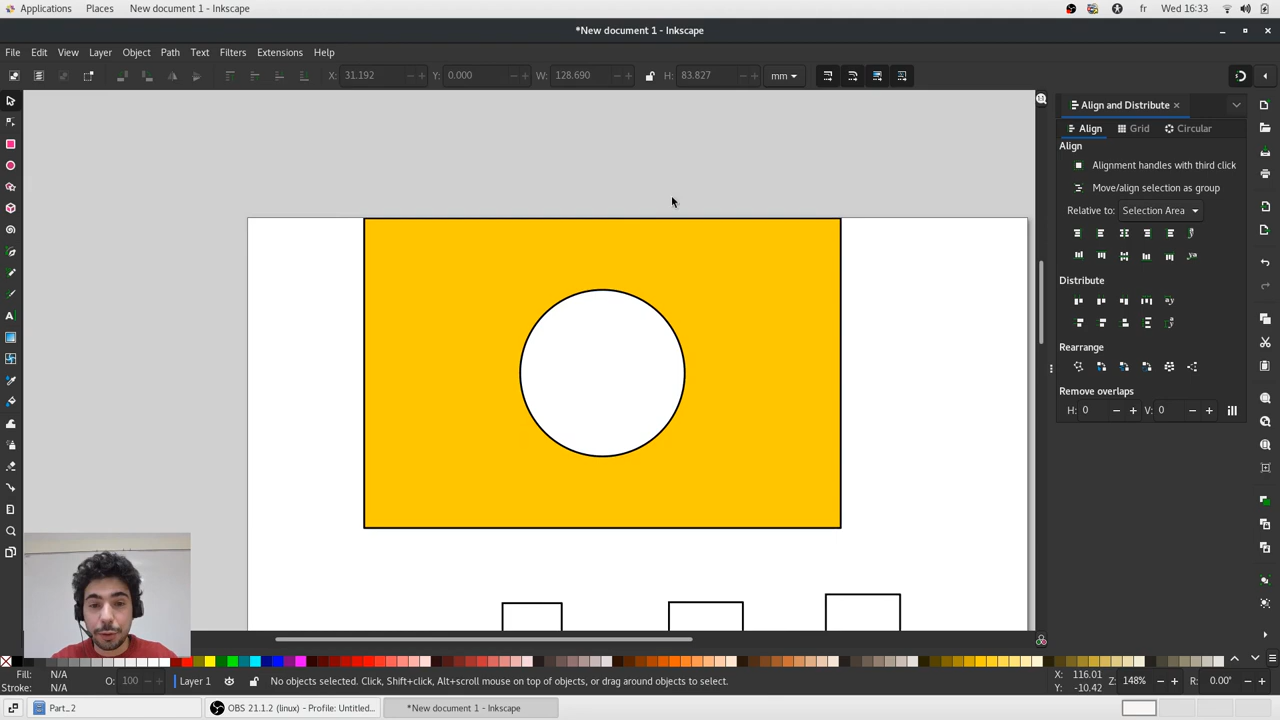 Applications Places New document 1 - Inkscape fr Wed 16:33
*New document 1 - Inkscape
File Edit View Layer Object Path Text Filters Extensions Help
X: 31.192 Y: 0.000 W: 128.690 H: 83.827 mm
Align and Distribute
Align Grid Circular
Align
Alignment handles with third click
Move/align selection as group
Relative to: Selection Area
Distribute
Rearrange
Remove overlaps
H: 0 V: 0
Fill: N/A
Stroke: N/A
O: 100 Layer 1 No objects selected. Click, Shift+click, Alt+scroll mouse on top of objects, or drag around objects to select.
X: 116.01
Y: -10.42
Z: 148% R: 0.00°
Part_2 OBS 21.1.2 (linux) - Profile: Untitled... *New document 1 - Inkscape